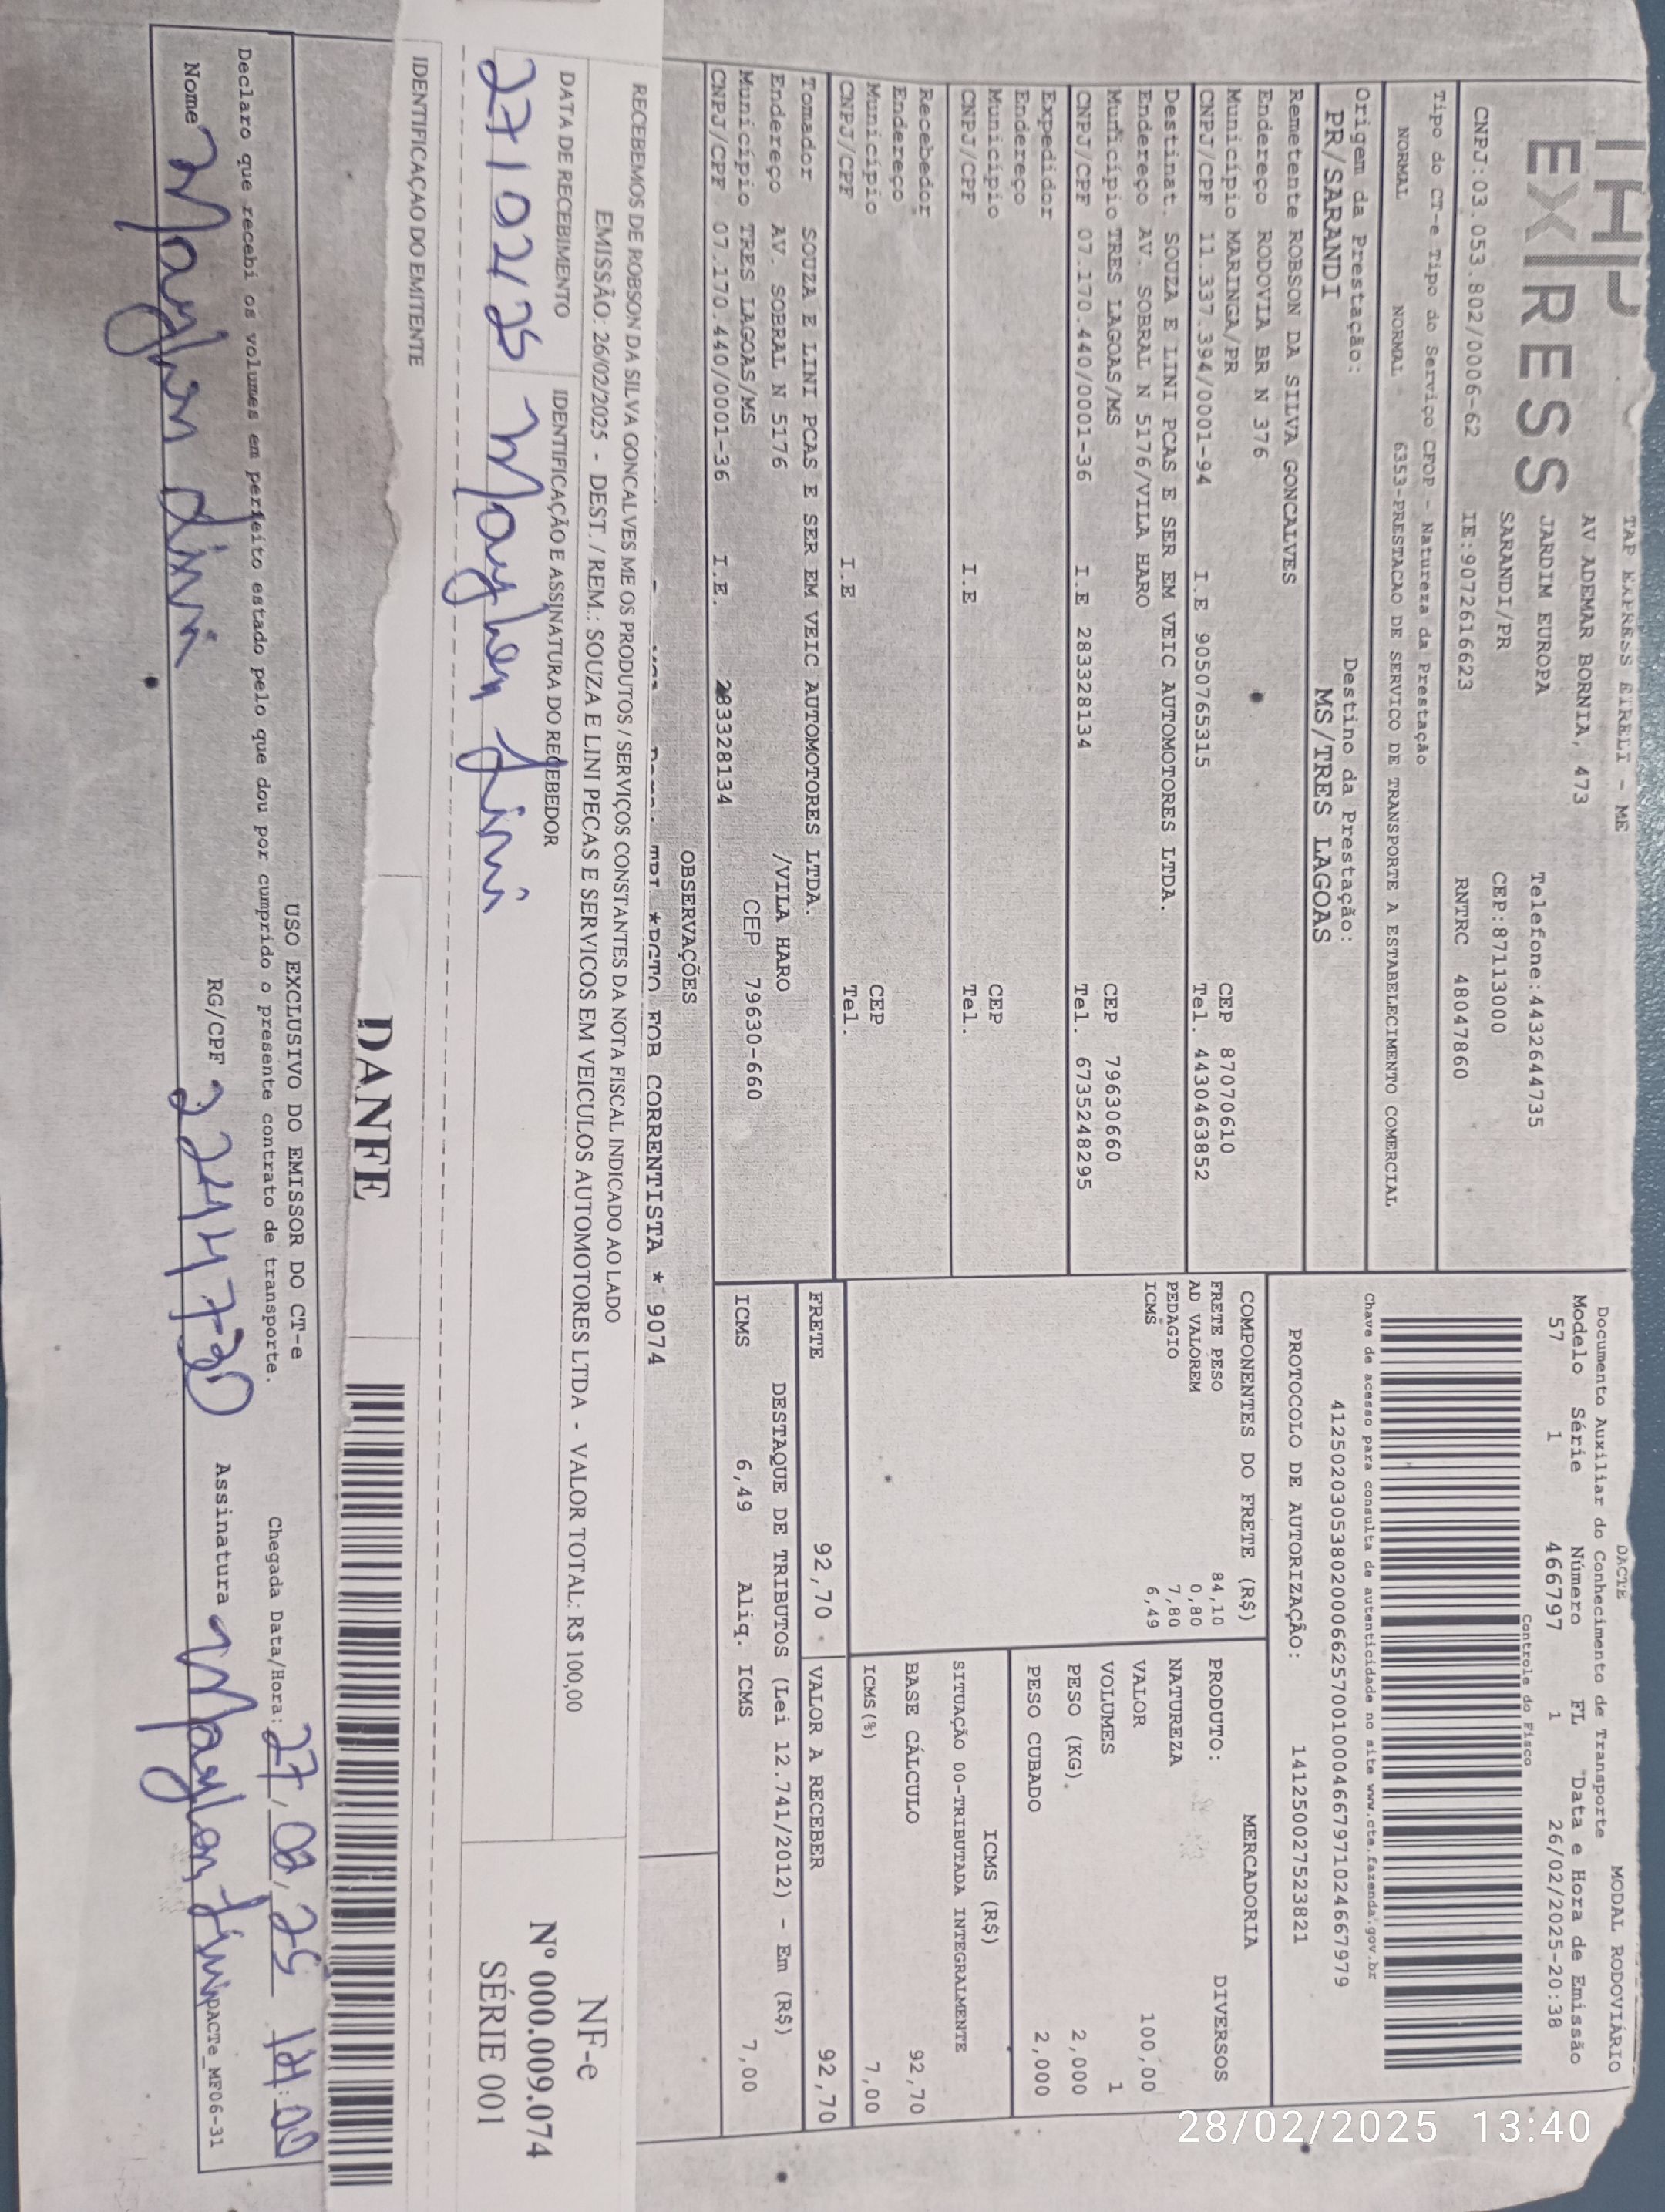 TAP EXPRESS EIRELI - ME
EXPRESS
AV ADEMAR BORNIA, 473
JARDIM EUROPA Telefone:4432644735
SARANDI/PR CEP:87113000
CNPJ:03.053.802/0006-62 IE:9072616623 RNTRC 48047860
DACTE MODAL RODOVIÁRIO
Documento Auxiliar do Conhecimento de Transporte
Modelo Série Número FL Data e Hora de Emissão
57 1 466797 1 26/02/2025-20:38
Controle do Fisco
Tipo do CT-e Tipo do Serviço CFOP - Natureza da Prestação
NORMAL NORMAL 6353-PRESTACAO DE SERVICO DE TRANSPORTE A ESTABELECIMENTO COMERCIAL
Chave de acesso para consulta de autenticidade no site www.cte.fazenda.gov.br
41250203053802000662570010004667971024667979
Origem da Prestação: Destino da Prestação:
PR/SARANDI MS/TRES LAGOAS
PROTOCOLO DE AUTORIZAÇÃO: 141250027523821
Remetente ROBSON DA SILVA GONCALVES
Endereço RODOVIA BR N 376
Município MARINGA/PR CEP 87070610
CNPJ/CPF 11.337.394/0001-94 I.E 9050765315 Tel. 4430463852
Destinat. SOUZA E LINI PCAS E SER EM VEIC AUTOMOTORES LTDA.
Endereço AV. SOBRAL N 5176/VILA HARO
Município TRES LAGOAS/MS CEP 79630660
CNPJ/CPF 07.170.440/0001-36 I.E 283328134 Tel. 6735248295
Expedidor
Endereço
Município CEP
CNPJ/CPF I.E Tel.
Recebedor
Endereço
Município CEP
CNPJ/CPF I.E Tel.
Tomador SOUZA E LINI PCAS E SER EM VEIC AUTOMOTORES LTDA.
Endereço AV. SOBRAL N 5176 /VILA HARO
Município TRES LAGOAS/MS CEP 79630-660
CNPJ/CPF 07.170.440/0001-36 I.E. 283328134
COMPONENTES DO FRETE (R$)
FRETE PESO 84,10
AD VALOREM 0,80
PEDAGIO 7,80
ICMS 6,49
MERCADORIA
PRODUTO: DIVERSOS
NATUREZA
VALOR 100,00
VOLUMES 1
PESO (KG) 2,000
PESO CUBADO 2,000
ICMS (R$)
SITUAÇÃO 00-TRIBUTADA INTEGRALMENTE
BASE CÁLCULO 92,70
ICMS(%) 7,00
FRETE 92,70 VALOR A RECEBER 92,70
DESTAQUE DE TRIBUTOS (Lei 12.741/2012) - Em (R$)
ICMS 6,49 Aliq. ICMS 7,00
OBSERVAÇÕES
FOR CORRENTISTA * 9074
RECEBEMOS DE ROBSON DA SILVA GONCALVES ME OS PRODUTOS / SERVIÇOS CONSTANTES DA NOTA FISCAL INDICADO AO LADO
EMISSÃO: 26/02/2025 - DEST. / REM.: SOUZA E LINI PECAS E SERVICOS EM VEICULOS AUTOMOTORES LTDA - VALOR TOTAL: R$ 100,00
DATA DE RECEBIMENTO IDENTIFICAÇÃO E ASSINATURA DO RECEBEDOR
27/02/25 Maylon Lini
NF-e
Nº 000.009.074
SÉRIE 001
IDENTIFICAÇÃO DO EMITENTE
DANFE
USO EXCLUSIVO DO EMISSOR DO CT-e
Declaro que recebi os volumes em perfeito estado pelo que dou por cumprido o presente contrato de transporte.
Chegada Data/Hora: 27/02/25 14:00
Nome Maylon Lini RG/CPF Assinatura Maylon Lini
DACTe_MF06-31
28/02/2025 13:40